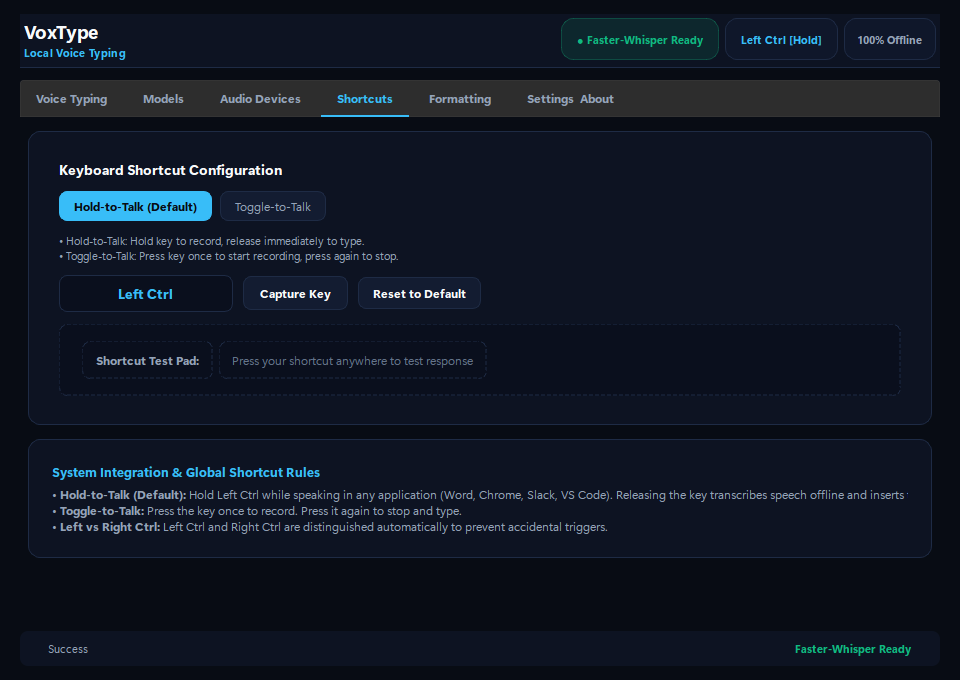 VoxType
Local Voice Typing
● Faster-Whisper Ready
Left Ctrl [Hold]
100% Offline
Voice Typing Models Audio Devices Shortcuts Formatting Settings About
Keyboard Shortcut Configuration
Hold-to-Talk (Default) Toggle-to-Talk
• Hold-to-Talk: Hold key to record, release immediately to type.
• Toggle-to-Talk: Press key once to start recording, press again to stop.
Left Ctrl Capture Key Reset to Default
Shortcut Test Pad: Press your shortcut anywhere to test response
System Integration & Global Shortcut Rules
• Hold-to-Talk (Default): Hold Left Ctrl while speaking in any application (Word, Chrome, Slack, VS Code). Releasing the key transcribes speech offline and inserts
• Toggle-to-Talk: Press the key once to record. Press it again to stop and type.
• Left vs Right Ctrl: Left Ctrl and Right Ctrl are distinguished automatically to prevent accidental triggers.
Success Faster-Whisper Ready